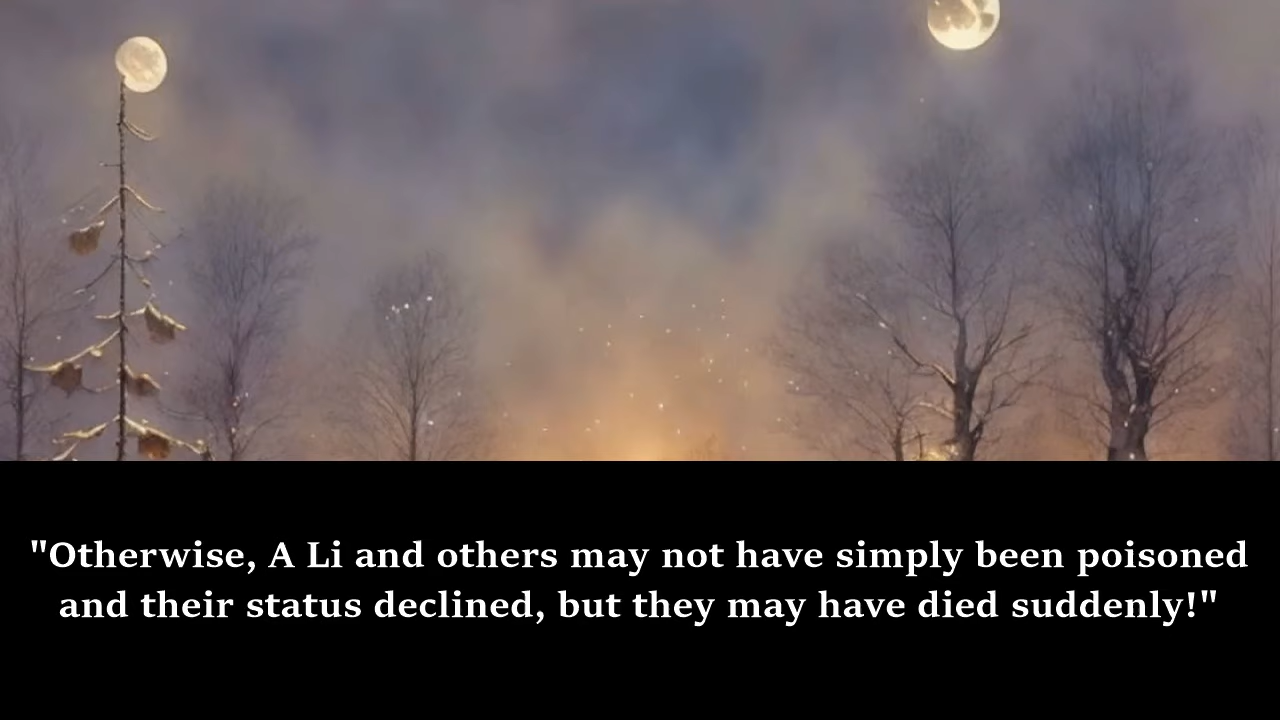 "Otherwise, A Li and others may not have simply been poisoned
and their status declined, but they may have died suddenly!"